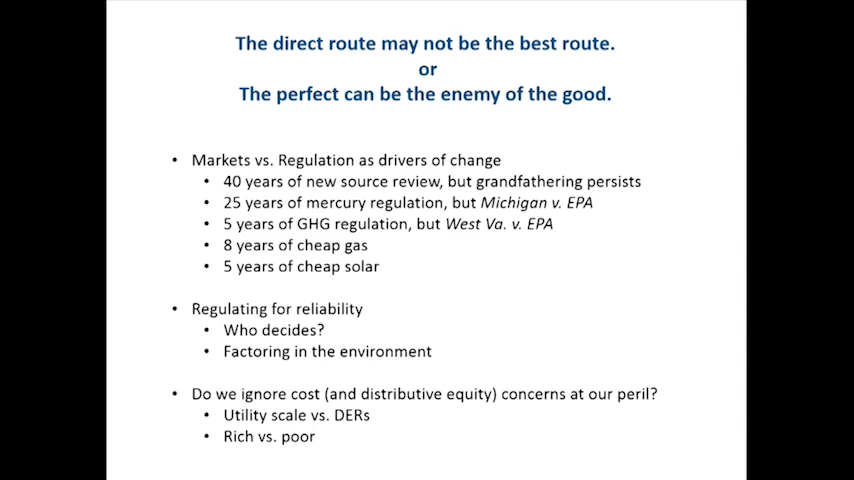 The direct route may not be the best route.
or
The perfect can be the enemy of the good.
• Markets vs. Regulation as drivers of change
• 40 years of new source review, but grandfathering persists
• 25 years of mercury regulation, but Michigan v. EPA
• 5 years of GHG regulation, but West Va. v. EPA
• 8 years of cheap gas
• 5 years of cheap solar
• Regulating for reliability
• Who decides?
• Factoring in the environment
• Do we ignore cost (and distributive equity) concerns at our peril?
• Utility scale vs. DERs
• Rich vs. poor